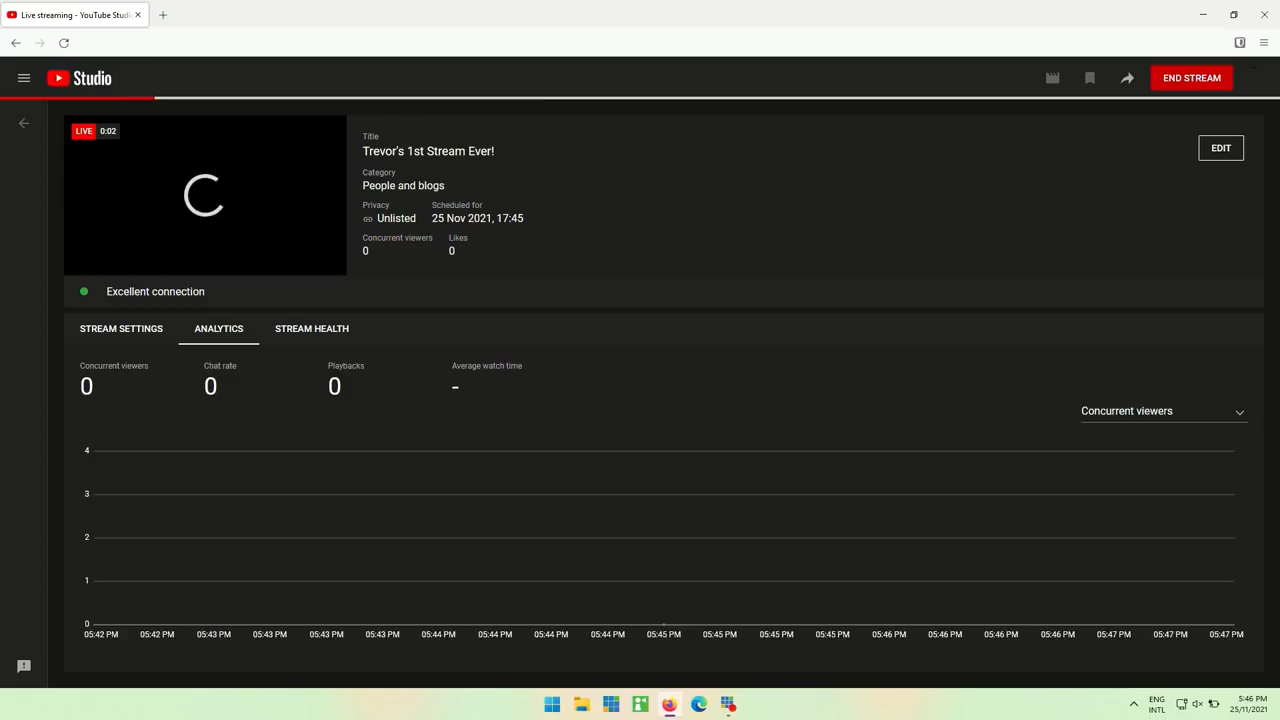 Live streaming - YouTube Studi
Studio
END STREAM
LIVE 0:02
Title
Trevor's 1st Stream Ever!
EDIT
Category
People and blogs
Privacy Scheduled for
Unlisted 25 Nov 2021, 17:45
Concurrent viewers Likes
0 0
Excellent connection
STREAM SETTINGS ANALYTICS STREAM HEALTH
Concurrent viewers Chat rate Playbacks Average watch time
0 0 0 -
Concurrent viewers
4
3
2
1
0
05:42 PM 05:42 PM 05:43 PM 05:43 PM 05:43 PM 05:43 PM 05:44 PM 05:44 PM 05:44 PM 05:44 PM 05:45 PM 05:45 PM 05:45 PM 05:45 PM 05:46 PM 05:46 PM 05:46 PM 05:46 PM 05:47 PM 05:47 PM 05:47 PM
ENG 5:46 PM
INTL 25/11/2021